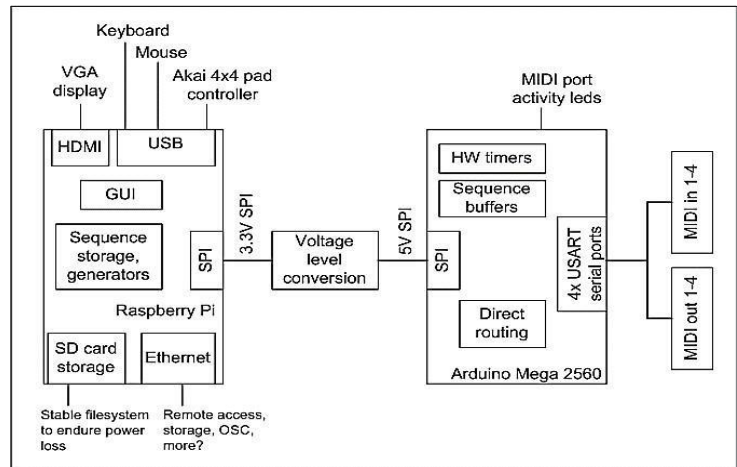 Keyboard
Mouse
VGA
display
Akai 4x4 pad
controller
MIDI port
activity leds
HDMI
USB
GUI
Sequence
storage,
generators
SPI
Raspberry Pi
SD card
storage
Ethernet
Stable filesystem
to endure power
loss
Remote access,
storage, OSC,
more?
3.3V SPI
Voltage
level
conversion
5V SPI
HW timers
Sequence
buffers
SPI
Direct
routing
4x USART
serial ports
Arduino Mega 2560
MIDI in 1-4
MIDI out 1-4